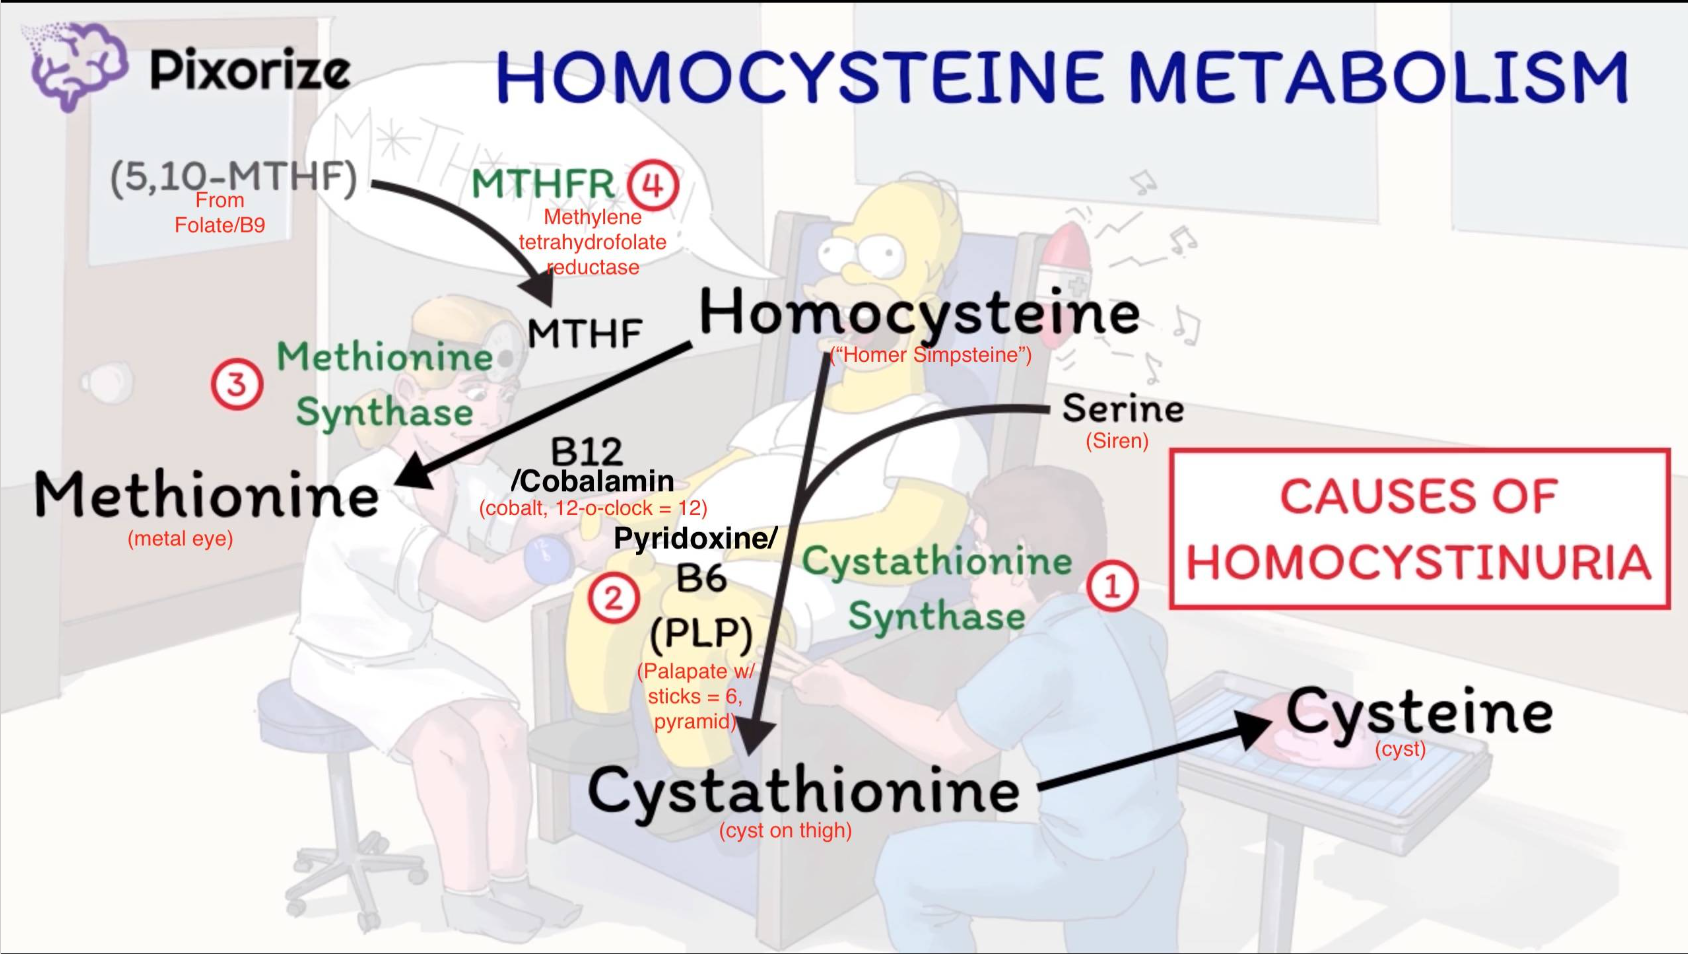 Pixorize
HOMOCYSTEINE METABOLISM
(5,10-MTHF)
From
Folate/B9
MTHFR 4
Methylene
tetrahydrofolate
reductase
MTHF
Homocysteine
("Homer Simpsteine")
3
Methionine
Synthase
Serine
(Siren)
B12
/Cobalamin
(cobalt, 12-o-clock = 12)
Methionine
(metal eye)
CAUSES OF
HOMOCYSTINURIA
Pyridoxine/
2
B6
(PLP)
(Palapate w/
sticks = 6,
pyramid)
Cystathionine
Synthase
1
Cysteine
(cyst)
Cystathionine
(cyst on thigh)